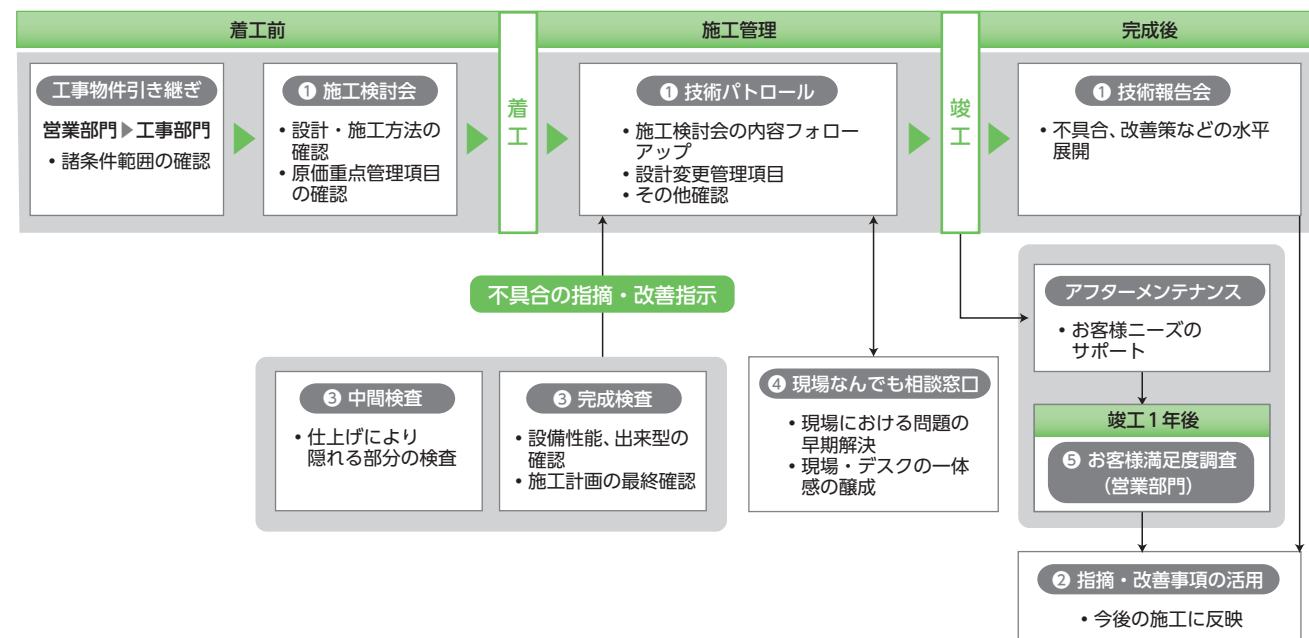 着工前
施工管理
完成後
工事物件引き継ぎ
営業部門▶工事部門
• 諸条件範囲の確認
❶ 施工検討会
• 設計・施工方法の
確認
• 原価重点管理項目
の確認
着工
❶ 技術パトロール
• 施工検討会の内容フォロー
アップ
• 設計変更管理項目
• その他確認
竣工
❶ 技術報告会
• 不具合、改善策などの水平
展開
不具合の指摘・改善指示
❸ 中間検査
• 仕上げにより
隠れる部分の検査
❸ 完成検査
• 設備性能、出来型の
確認
• 施工計画の最終確認
❹ 現場なんでも相談窓口
• 現場における問題の
早期解決
• 現場・デスクの一体
感の醸成
アフターメンテナンス
• お客様ニーズの
サポート
竣工1年後
❺ お客様満足度調査
(営業部門)
❷ 指摘・改善事項の活用
• 今後の施工に反映